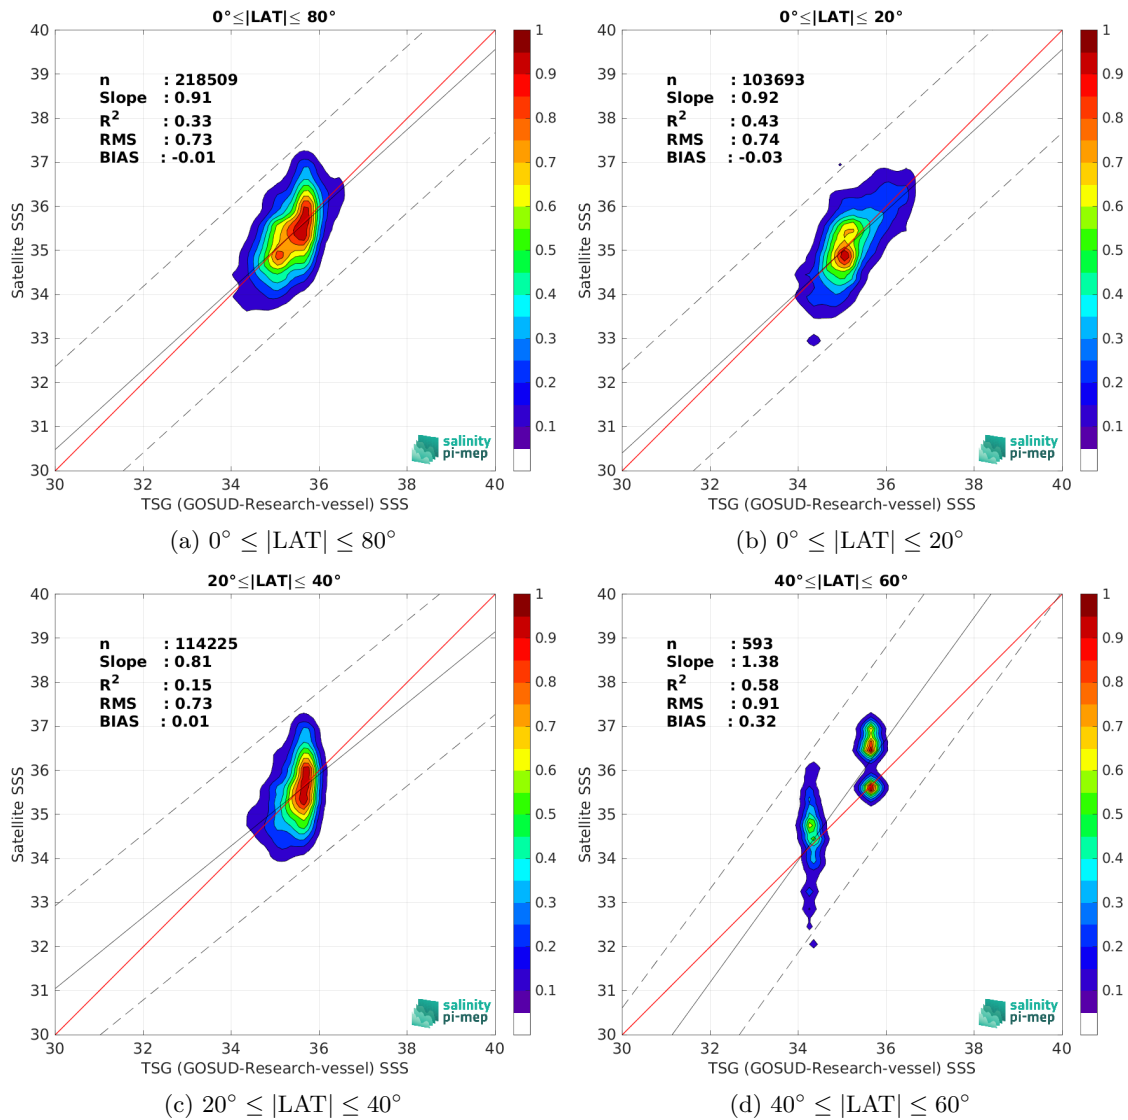 0°≤|LAT|≤ 80°
40
39
38
37
36
35
34
33
32
31
30
Satellite SSS
n : 218509
Slope : 0.91
R² : 0.33
RMS : 0.73
BIAS : -0.01
salinity
pi-mep
30 32 34 36 38 40
TSG (GOSUD-Research-vessel) SSS
1
0.9
0.8
0.7
0.6
0.5
0.4
0.3
0.2
0.1
(a) 0° ≤ |LAT| ≤ 80°
0°≤|LAT|≤ 20°
40
39
38
37
36
35
34
33
32
31
30
Satellite SSS
n : 103693
Slope : 0.92
R² : 0.43
RMS : 0.74
BIAS : -0.03
salinity
pi-mep
30 32 34 36 38 40
TSG (GOSUD-Research-vessel) SSS
1
0.9
0.8
0.7
0.6
0.5
0.4
0.3
0.2
0.1
(b) 0° ≤ |LAT| ≤ 20°
20°≤|LAT|≤ 40°
40
39
38
37
36
35
34
33
32
31
30
Satellite SSS
n : 114225
Slope : 0.81
R² : 0.15
RMS : 0.73
BIAS : 0.01
salinity
pi-mep
30 32 34 36 38 40
TSG (GOSUD-Research-vessel) SSS
1
0.9
0.8
0.7
0.6
0.5
0.4
0.3
0.2
0.1
(c) 20° ≤ |LAT| ≤ 40°
40°≤|LAT|≤ 60°
40
39
38
37
36
35
34
33
32
31
30
Satellite SSS
n : 593
Slope : 1.38
R² : 0.58
RMS : 0.91
BIAS : 0.32
salinity
pi-mep
30 32 34 36 38 40
TSG (GOSUD-Research-vessel) SSS
1
0.9
0.8
0.7
0.6
0.5
0.4
0.3
0.2
0.1
(d) 40° ≤ |LAT| ≤ 60°